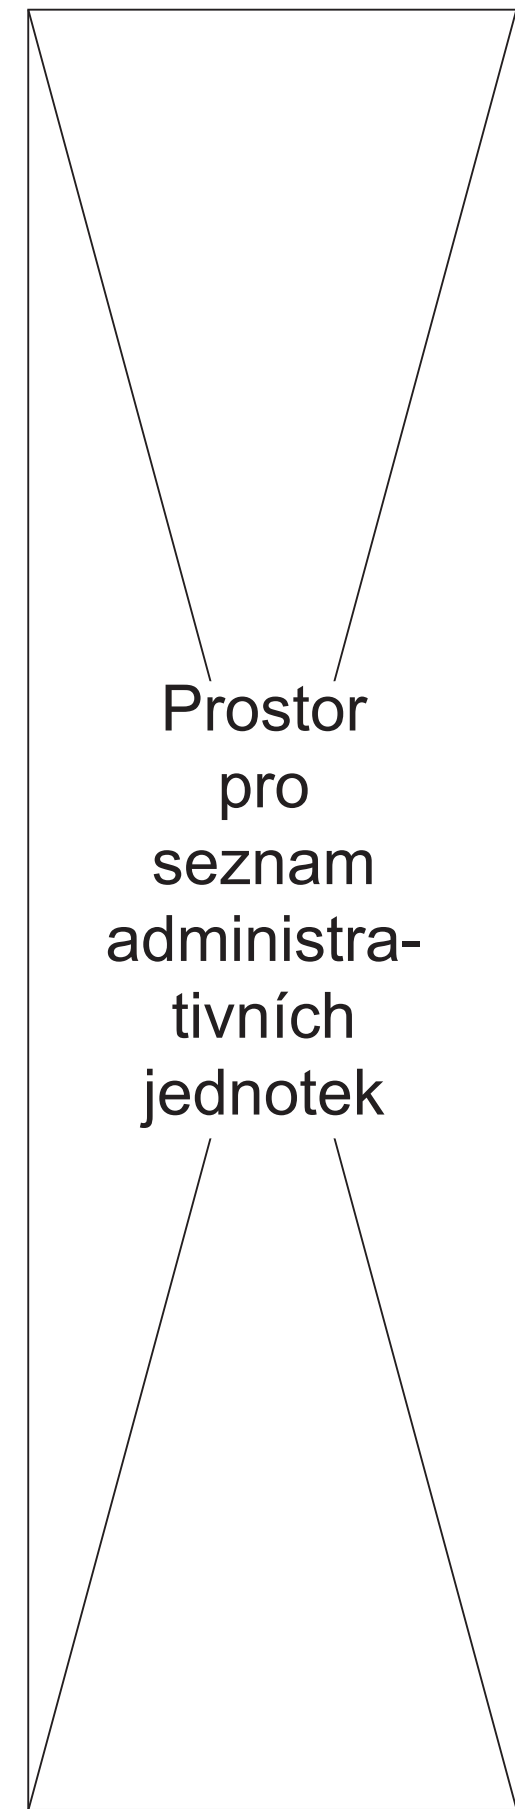 Prostor
pro
seznam
administra-
tivních
jednotek